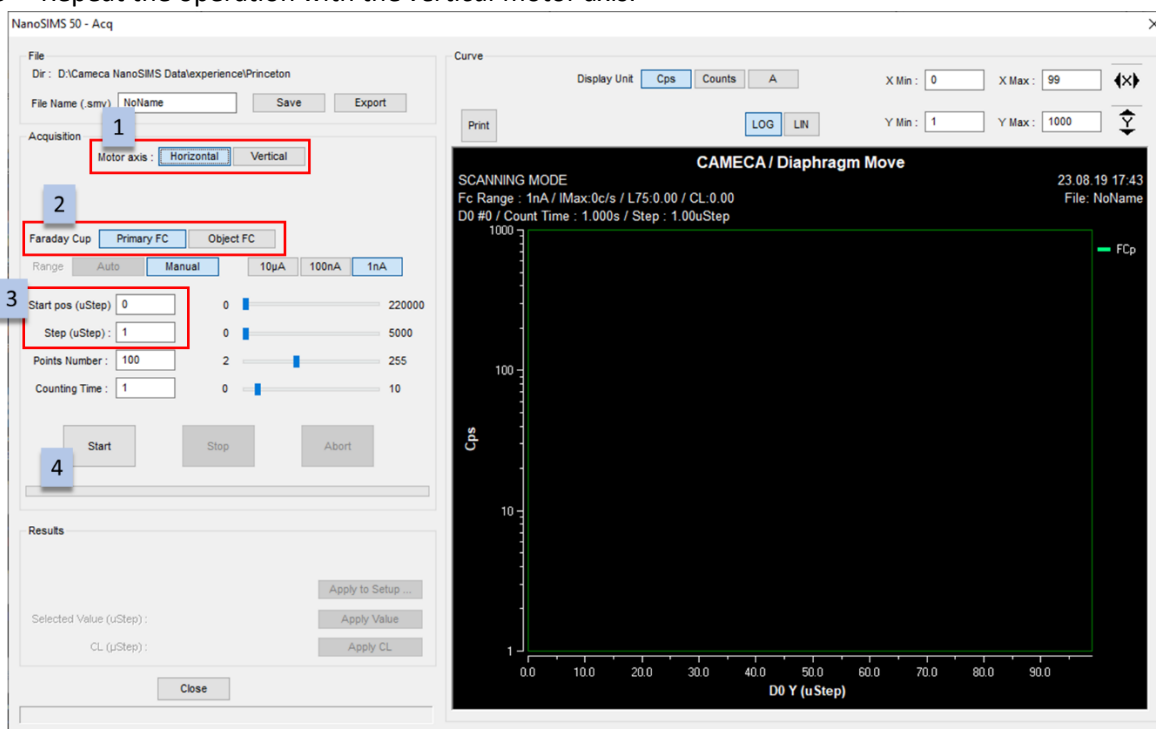 Repeat the operation with the vertical motor axis.
NanoSIMS 50 - Acq
File
Dir : D:\Cameca NanoSIMS Data\experience\Princeton
File Name (.smv) NoName Save Export
1
Acquisition
Motor axis : Horizontal Vertical
2
Faraday Cup Primary FC Object FC
Range Auto Manual 10µA 100nA 1nA
3
Start pos (uStep) 0 0 220000
Step (uStep) : 1 0 5000
Points Number : 100 2 255
Counting Time : 1 0 10
Start Stop Abort
4
Results
Apply to Setup ...
Selected Value (uStep) : Apply Value
CL (µStep) : Apply CL
Close
Curve
Display Unit Cps Counts A X Min : 0 X Max : 99 X
Print LOG LIN Y Min : 1 Y Max : 1000 Y
CAMECA / Diaphragm Move
SCANNING MODE 23.08.19 17:43
Fc Range : 1nA / IMax:0c/s / L75:0.00 / CL:0.00 File: NoName
D0 #0 / Count Time : 1.000s / Step : 1.00uStep
1000
FCp
100
Cps
10
1
0.0 10.0 20.0 30.0 40.0 50.0 60.0 70.0 80.0 90.0
D0 Y (uStep)